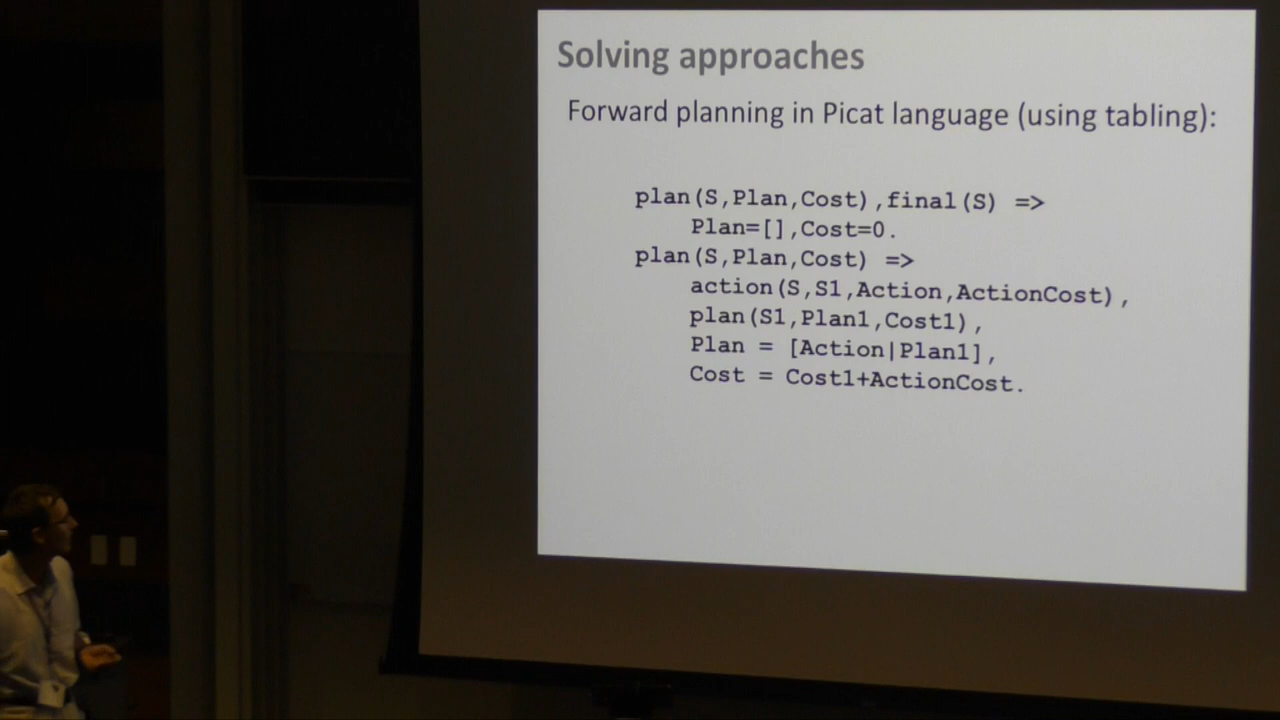 Solving approaches
Forward planning in Picat language (using tabling):
plan(S,Plan,Cost),final(S) =>
Plan=[],Cost=0.
plan(S,Plan,Cost) =>
action(S,S1,Action,ActionCost),
plan(S1,Plan1,Cost1),
Plan = [Action|Plan1],
Cost = Cost1+ActionCost.